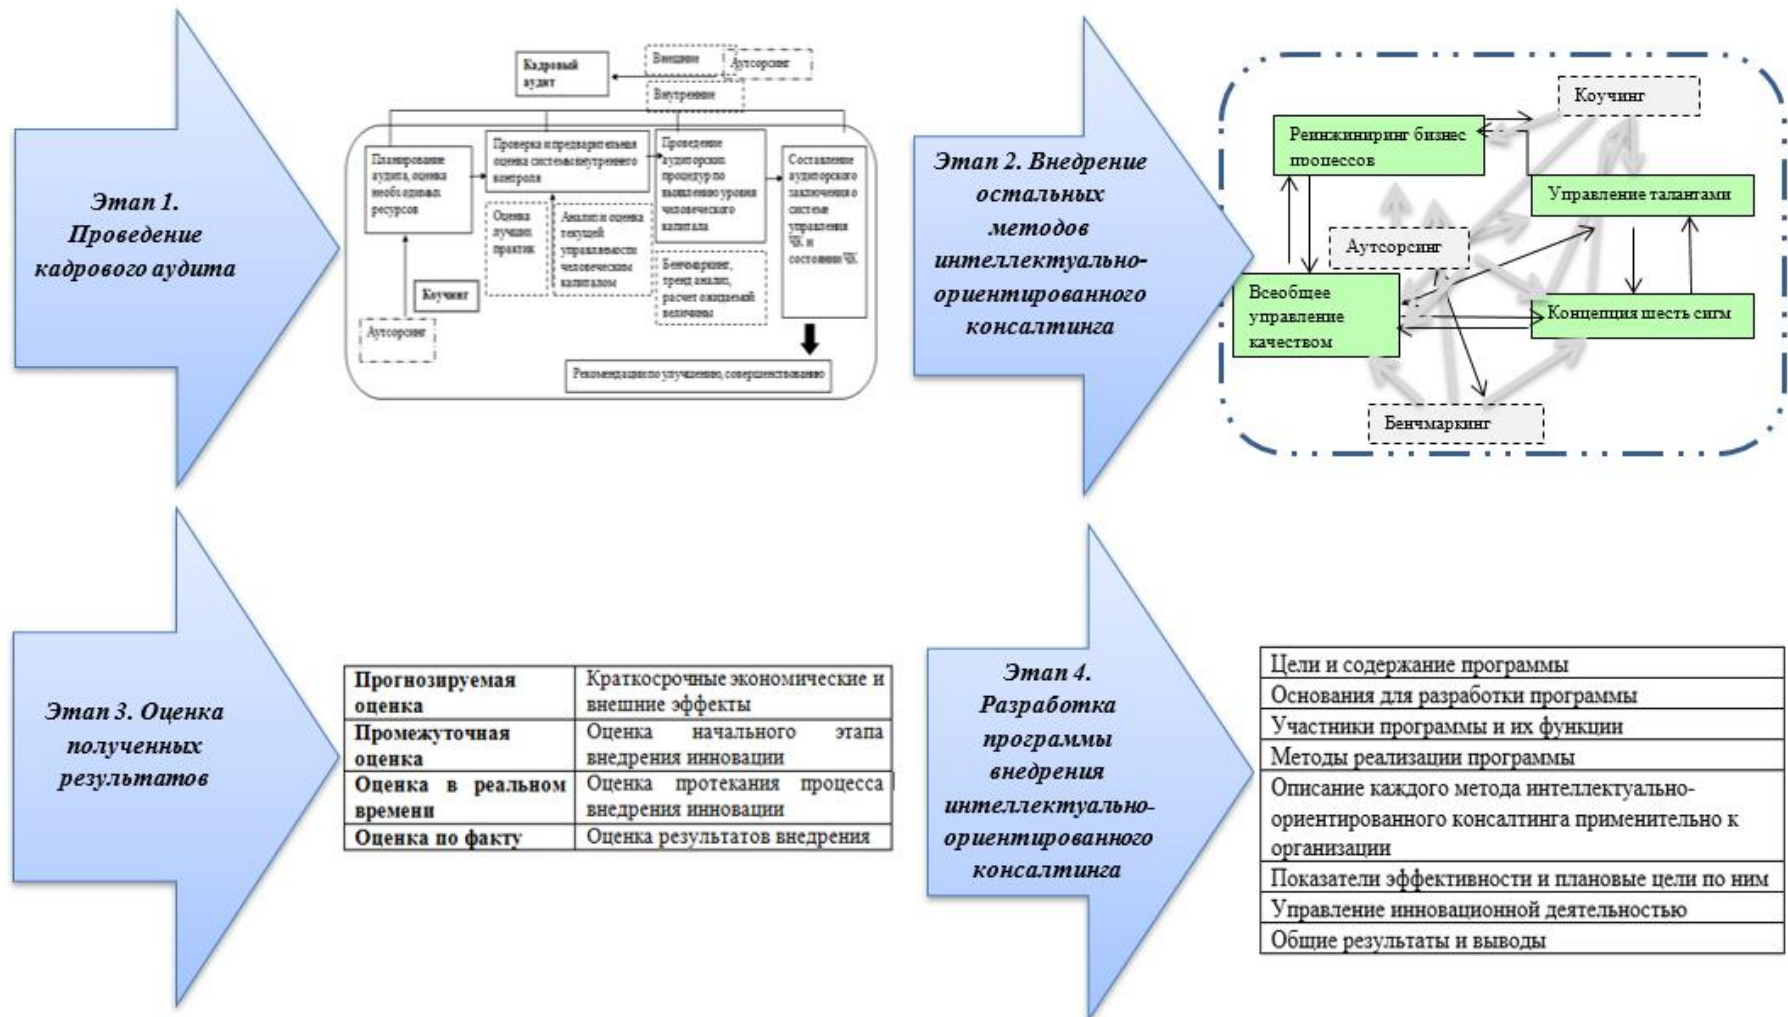 Этап 1.
Проведение
кадрового аудита
Кадровый
аудит
Внешние
Аутсорсинг
Внутренние
Планирование
аудита, оценка
необходимых
ресурсов
Проверка и предварительная
оценка системы внутреннего
контроля
Проведение
аудиторских
процедур по
выявлению уровня
человеческого
капитала
Составление
аудиторского
заключения о
системе
управления
ЧК и
состоянии ЧК
Оценка
лучших
практик
Анализ и оценка
текущей
управляемости
человеческим
капиталом
Бенчмаркинг,
тренд анализ,
расчет ожидаемой
величины
Коучинг
Аутсорсинг
Рекомендации по улучшению, совершенствованию
Этап 2. Внедрение
остальных
методов
интеллектуально-
ориентированного
консалтинга
Коучинг
Реинжиниринг бизнес
процессов
Управление талантами
Аутсорсинг
Всеобщее
управление
качеством
Концепция шесть сигм
Бенчмаркинг
Этап 3. Оценка
полученных
результатов
Прогнозируемая
оценка
Краткосрочные экономические и
внешние эффекты
Промежуточная
оценка
Оценка начального этапа
внедрения инновации
Оценка в реальном
времени
Оценка протекания процесса
внедрения инновации
Оценка по факту
Оценка результатов внедрения
Этап 4.
Разработка
программы
внедрения
интеллектуально-
ориентированного
консалтинга
Цели и содержание программы
Основания для разработки программы
Участники программы и их функции
Методы реализации программы
Описание каждого метода интеллектуально-
ориентированного консалтинга применительно к
организации
Показатели эффективности и плановые цели по ним
Управление инновационной деятельностью
Общие результаты и выводы